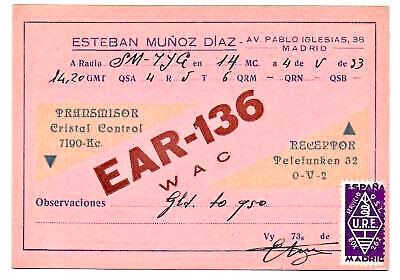 ESTEBAN MUÑOZ DÍAZ - AV. PABLO IGLESIAS, 36
MADRID
A RADIO SM-7YG en 14 MC. A 4 de V de 33
14,20 GMT QSA 4 R 5 T 6 QRM - QRN - QSB -
TRANSMISOR
Cristal Control
7190-Kc.
EAR-136
WAC
RECEPTOR
Telefunken 32
0-V-2
Observaciones Gld. to qso.
Vy 73s de
ESPAÑA
U.R.E.
MADRID